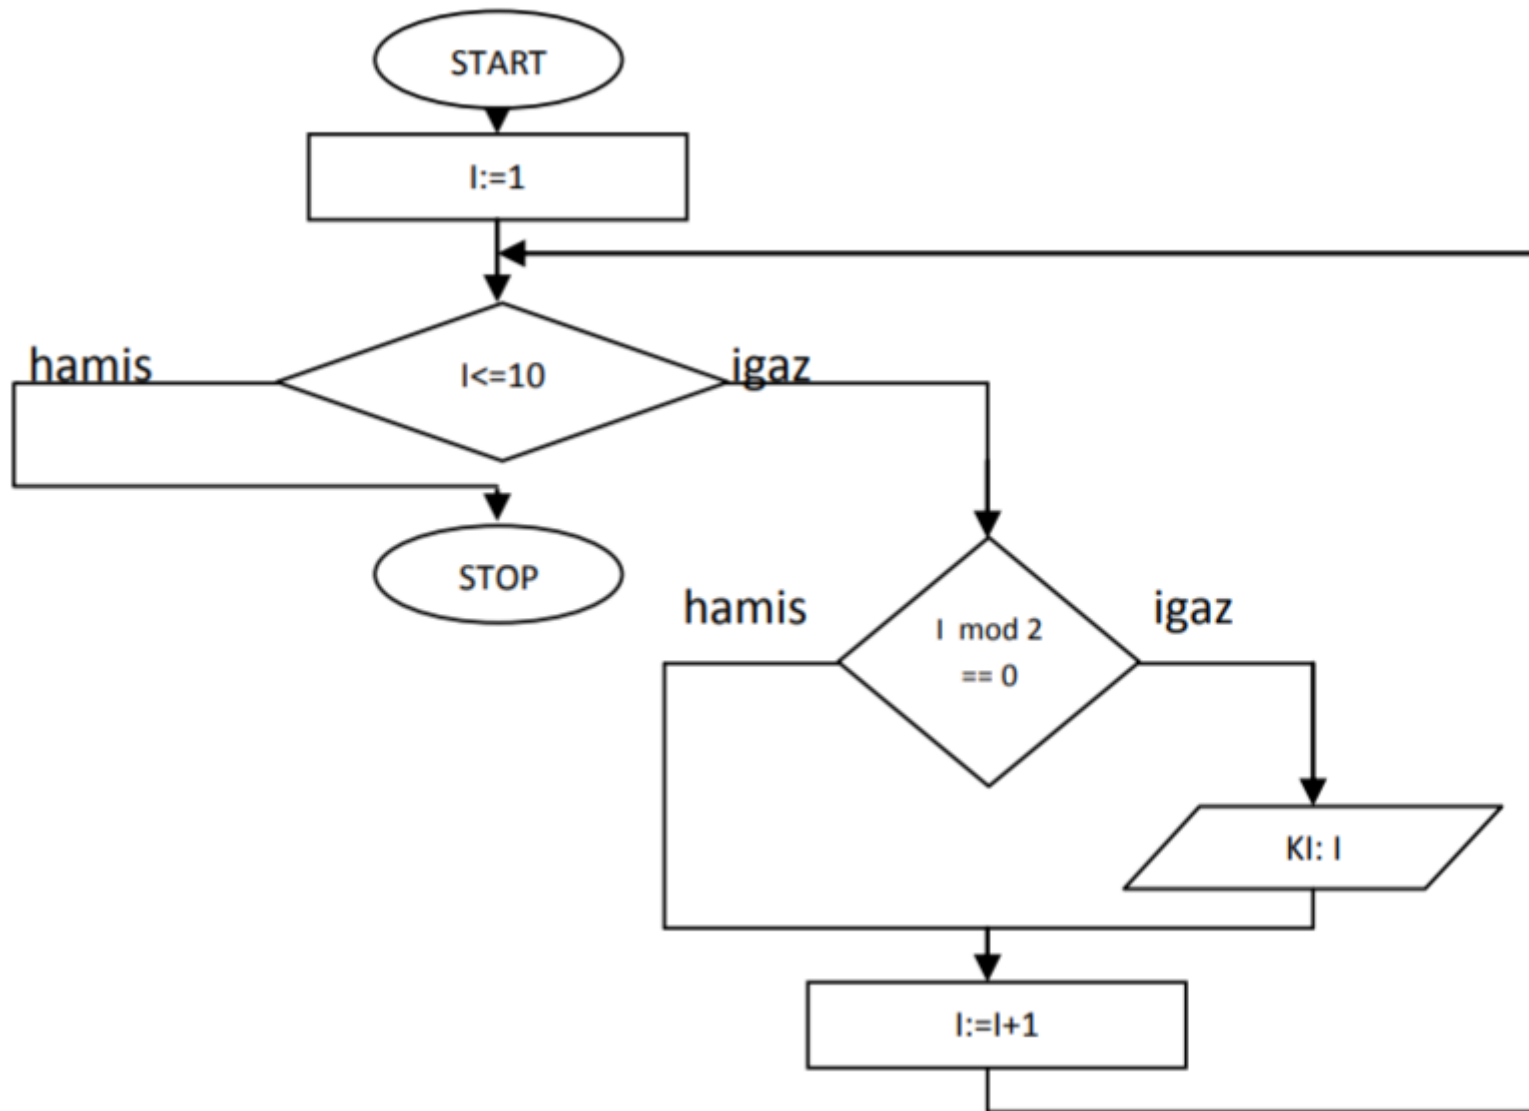 START
I:=1
hamis
I<=10
igaz
STOP
hamis
I mod 2
== 0
igaz
KI: I
I:=I+1